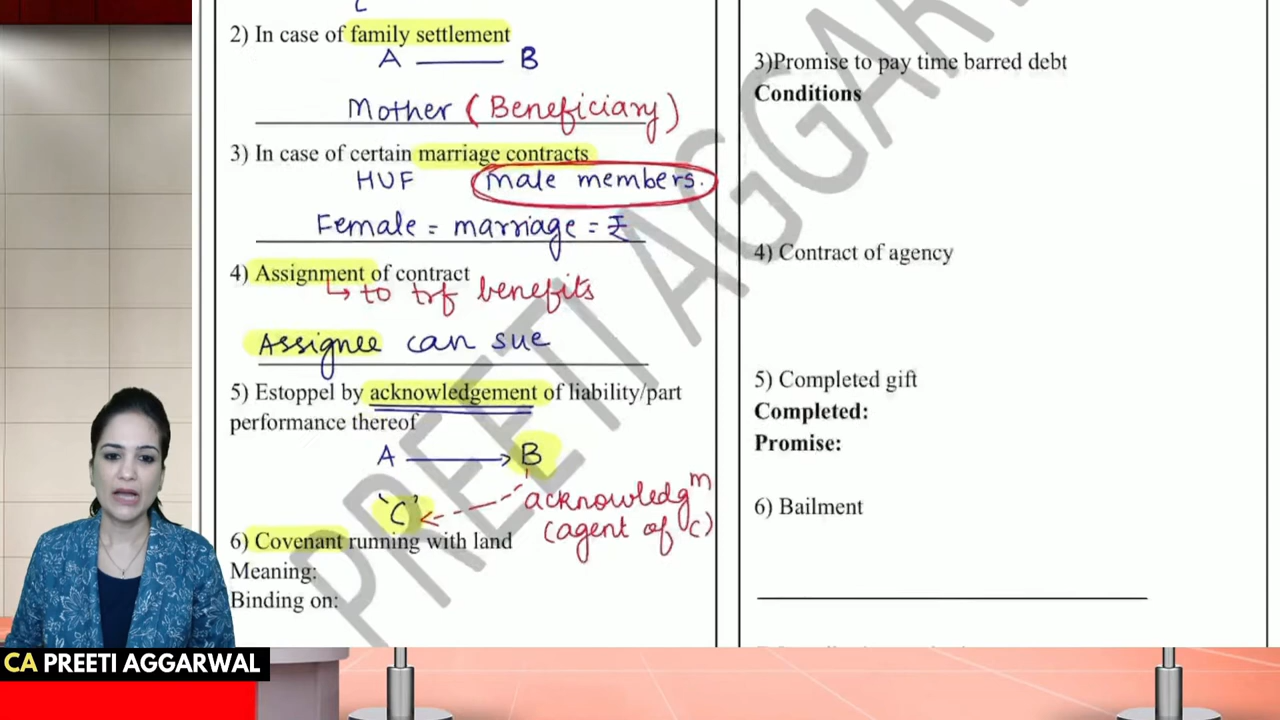 2) In case of family settlement
A B
Mother (Beneficiary)
3) In case of certain marriage contracts
HUF male members.
Female = marriage = ₹
4) Assignment of contract
↳ to trf benefits
Assignee can sue
5) Estoppel by acknowledgement of liability/part
performance thereof
A → B
'C' acknowledgm
(agent of C)
6) Covenant running with land
Meaning:
Binding on:
3)Promise to pay time barred debt
Conditions
4) Contract of agency
5) Completed gift
Completed:
Promise:
6) Bailment
PREETI AGGAR
CA PREETI AGGARWAL